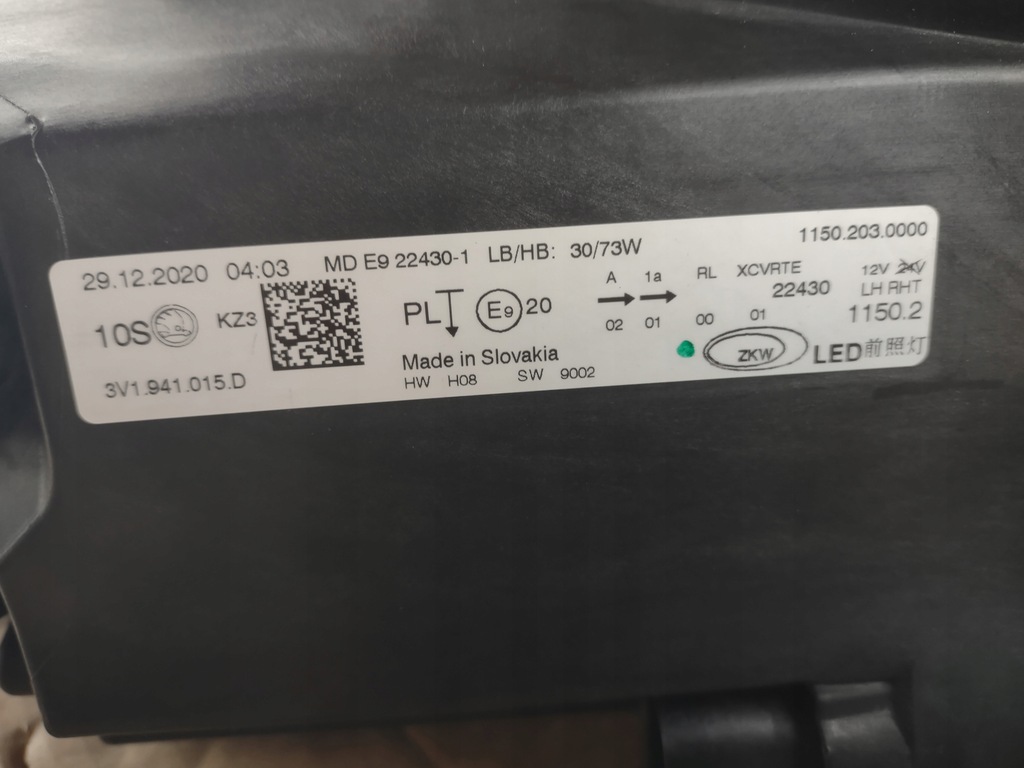 29.12.2020 04:03 MD E9 22430-1 LB/HB: 30/73W 1150.203.0000
10S KZ3 PL E9 20 A 1a RL XCVRTE 12V 24V
22430 LH RHT
02 01 00 01 1150.2
Made in Slovakia ZKW LED前照灯
3V1.941.015.D HW H08 SW 9002